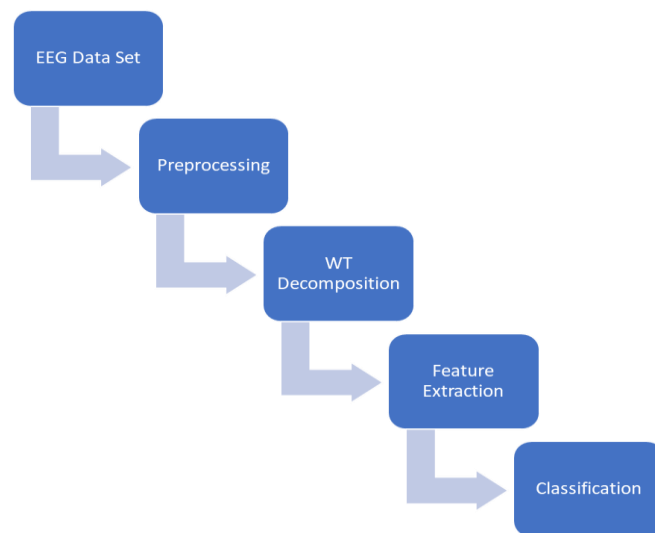 EEG Data Set
Preprocessing
WT
Decomposition
Feature
Extraction
Classification